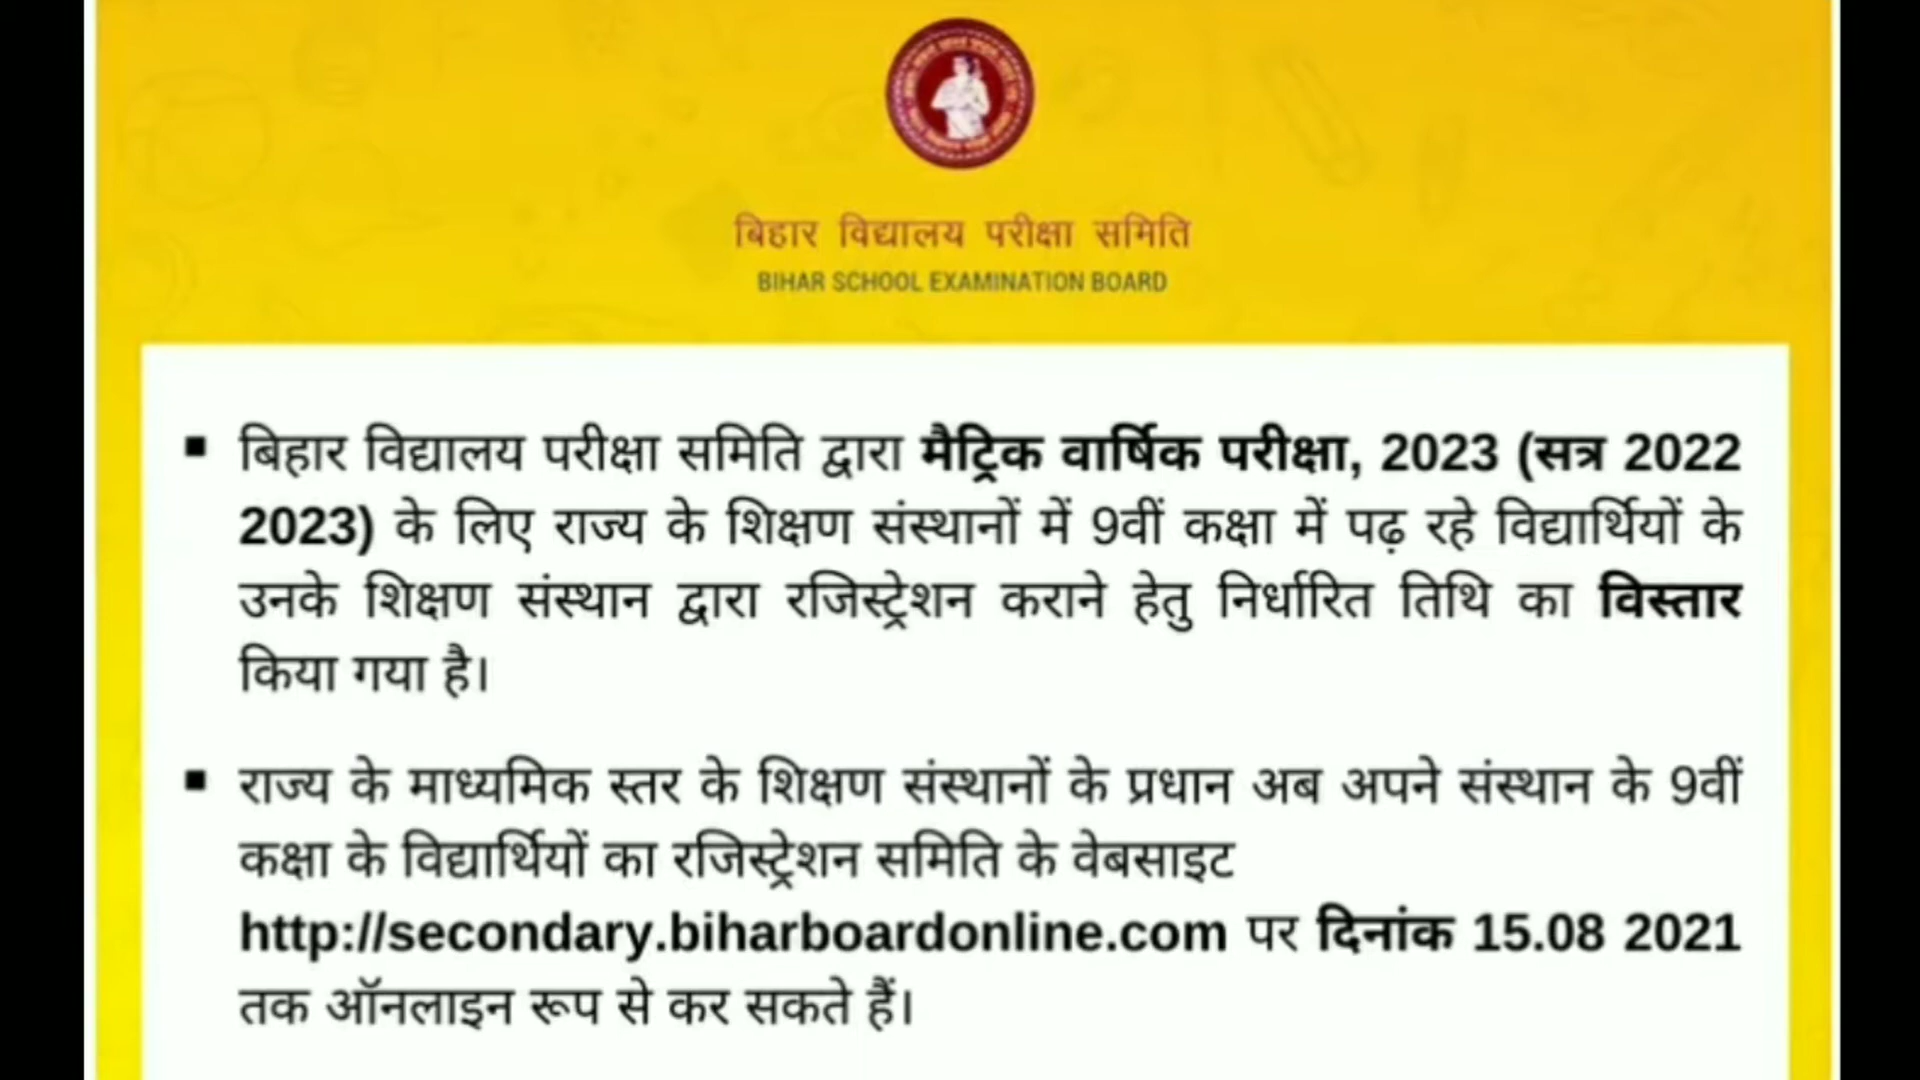 बिहार विद्यालय परीक्षा समिति
BIHAR SCHOOL EXAMINATION BOARD
▪ बिहार विद्यालय परीक्षा समिति द्वारा मैट्रिक वार्षिक परीक्षा, 2023 (सत्र 2022
2023) के लिए राज्य के शिक्षण संस्थानों में 9वीं कक्षा में पढ़ रहे विद्यार्थियों के
उनके शिक्षण संस्थान द्वारा रजिस्ट्रेशन कराने हेतु निर्धारित तिथि का विस्तार
किया गया है।
▪ राज्य के माध्यमिक स्तर के शिक्षण संस्थानों के प्रधान अब अपने संस्थान के 9वीं
कक्षा के विद्यार्थियों का रजिस्ट्रेशन समिति के वेबसाइट
http://secondary.biharboardonline.com पर दिनांक 15.08 2021
तक ऑनलाइन रूप से कर सकते हैं।